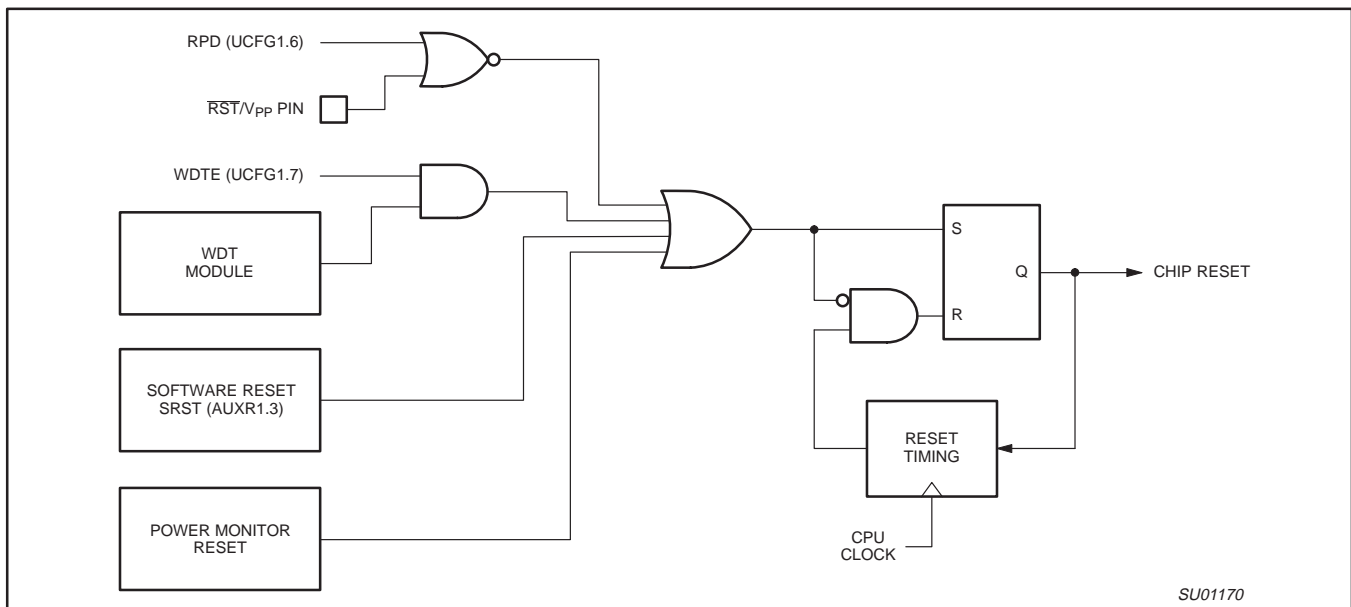 RPD (UCFG1.6)
RST/VPP PIN
WDTE (UCFG1.7)
WDT
MODULE
SOFTWARE RESET
SRST (AUXR1.3)
POWER MONITOR
RESET
S
Q
R
CHIP RESET
RESET
TIMING
CPU
CLOCK
SU01170